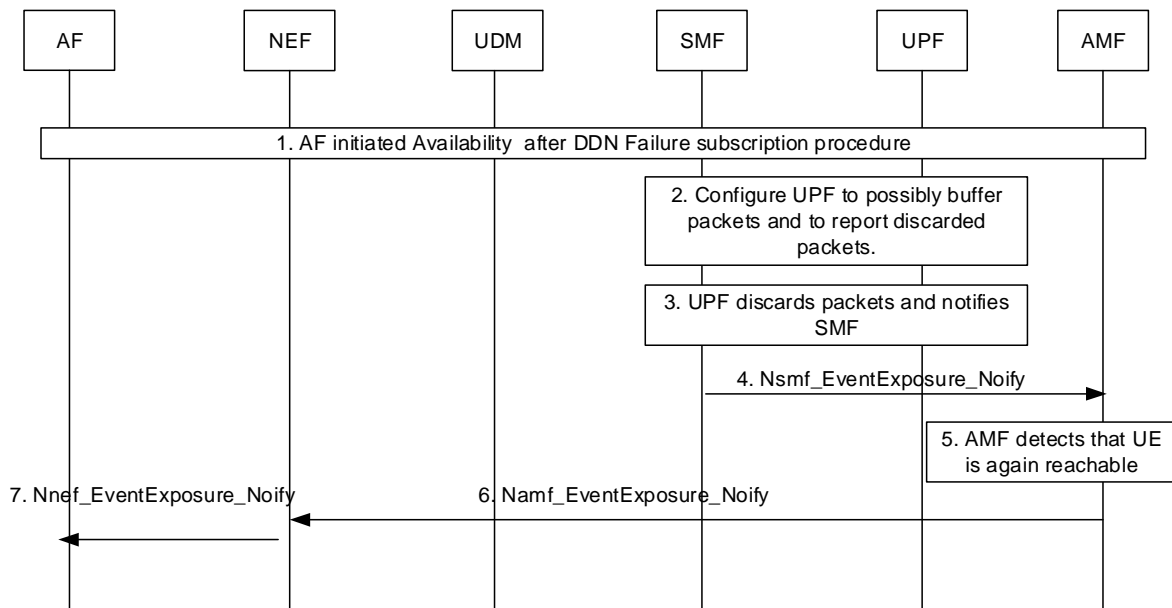 AF
NEF
UDM
SMF
UPF
AMF
1. AF initiated Availability  after DDN Failure subscription procedure
2. Configure UPF to possibly buffer
packets and to report discarded
packets.
3. UPF discards packets and notifies
SMF
4. Nsmf_EventExposure_Noify
5. AMF detects that UE
is again reachable
7. Nnef_EventExposure_Noify
6. Namf_EventExposure_Noify